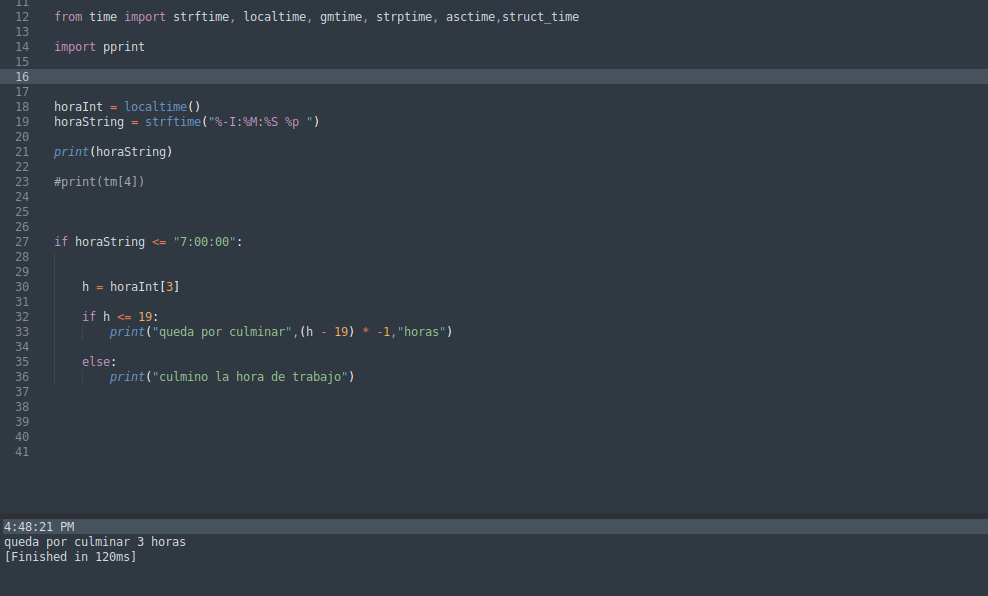 11
12 from time import strftime, localtime, gmtime, strptime, asctime,struct_time
13
14 import pprint
15
16
17
18 horaInt = localtime()
19 horaString = strftime("%-I:%M:%S %p ")
20
21 print(horaString)
22
23 #print(tm[4])
24
25
26
27 if horaString <= "7:00:00":
28
29
30 h = horaInt[3]
31
32 if h <= 19:
33 print("queda por culminar",(h - 19) * -1,"horas")
34
35 else:
36 print("culmino la hora de trabajo")
37
38
39
40
41
4:48:21 PM
queda por culminar 3 horas
[Finished in 120ms]